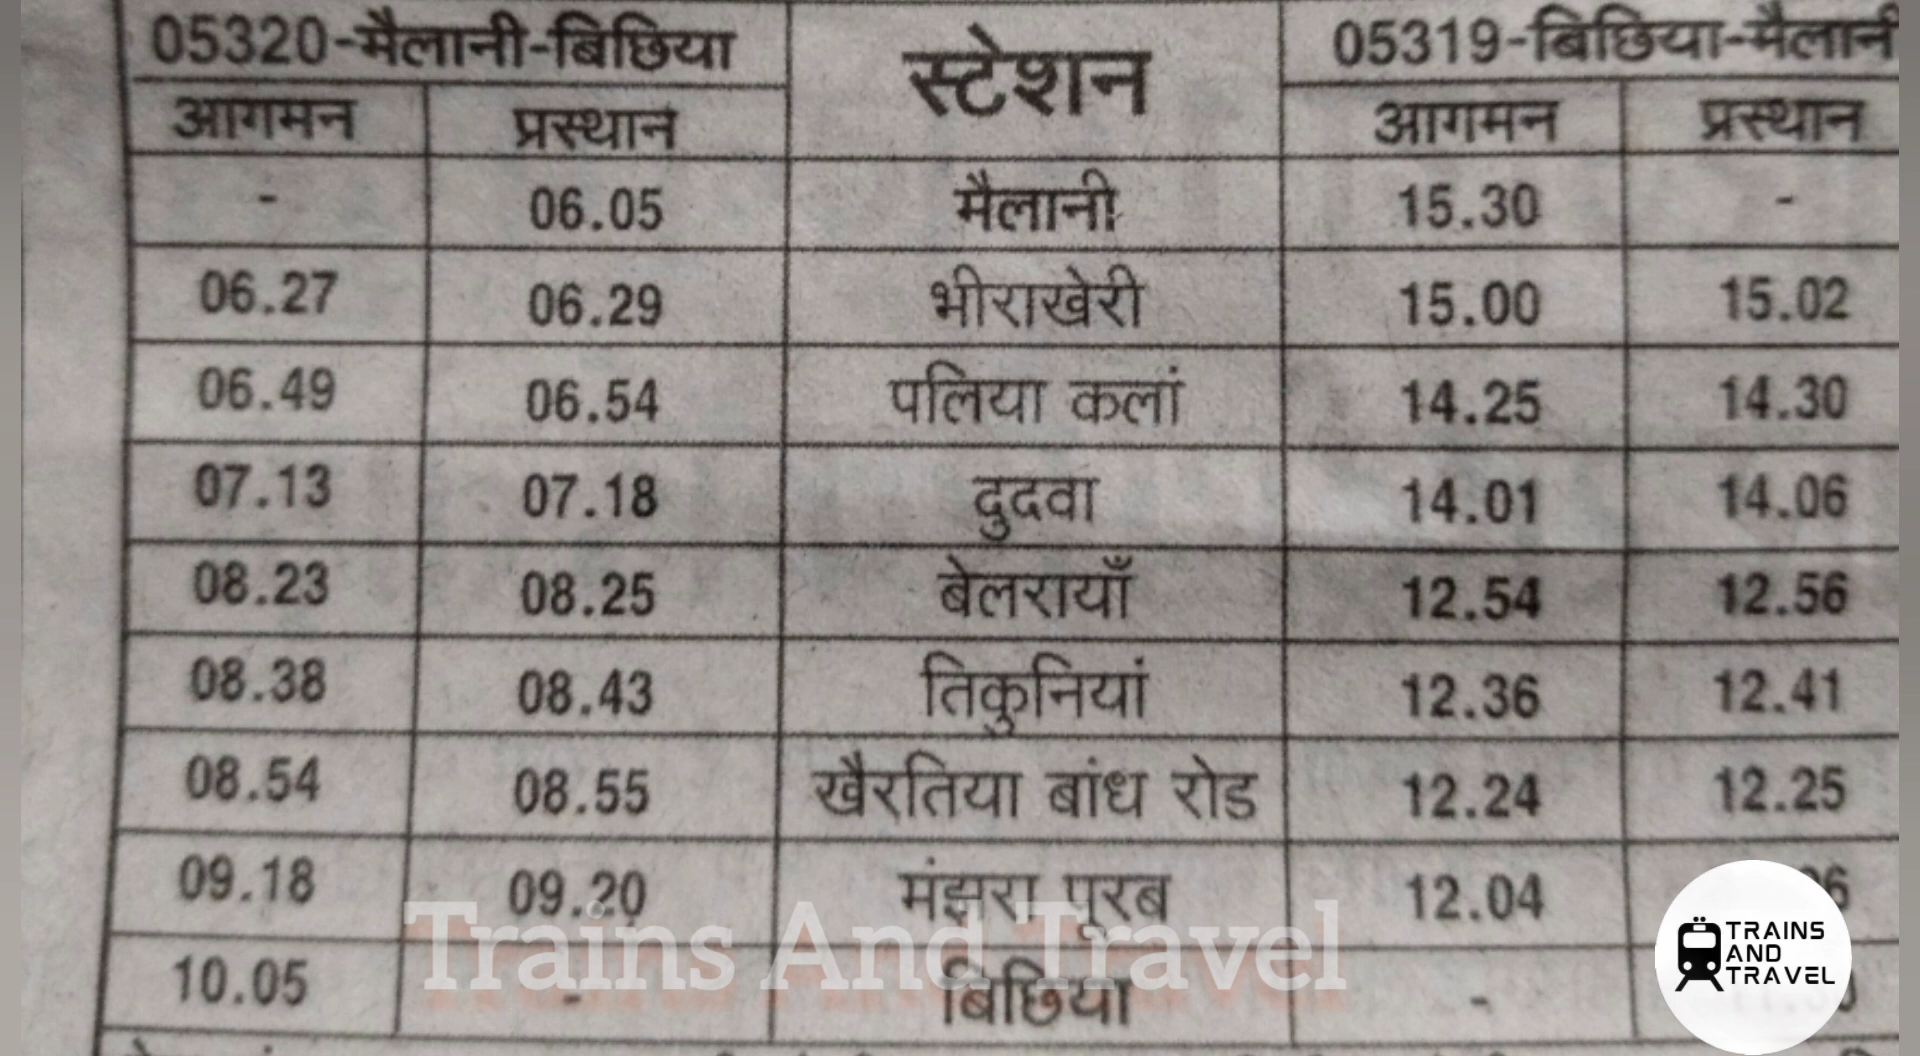 05320-मैलानी-बिछिया स्टेशन 05319-बिछिया-मैलानी
आगमन प्रस्थान आगमन प्रस्थान
- 06.05 मैलानी 15.30 -
06.27 06.29 भीराखेरी 15.00 15.02
06.49 06.54 पलिया कलां 14.25 14.30
07.13 07.18 दुदवा 14.01 14.06
08.23 08.25 बेलरायाँ 12.54 12.56
08.38 08.43 तिकुनियां 12.36 12.41
08.54 08.55 खैरतिया बांध रोड 12.24 12.25
09.18 09.20 मंझरा पूरब 12.04
10.05 - बिछिया -
Trains And Travel
TRAINS
AND
TRAVEL